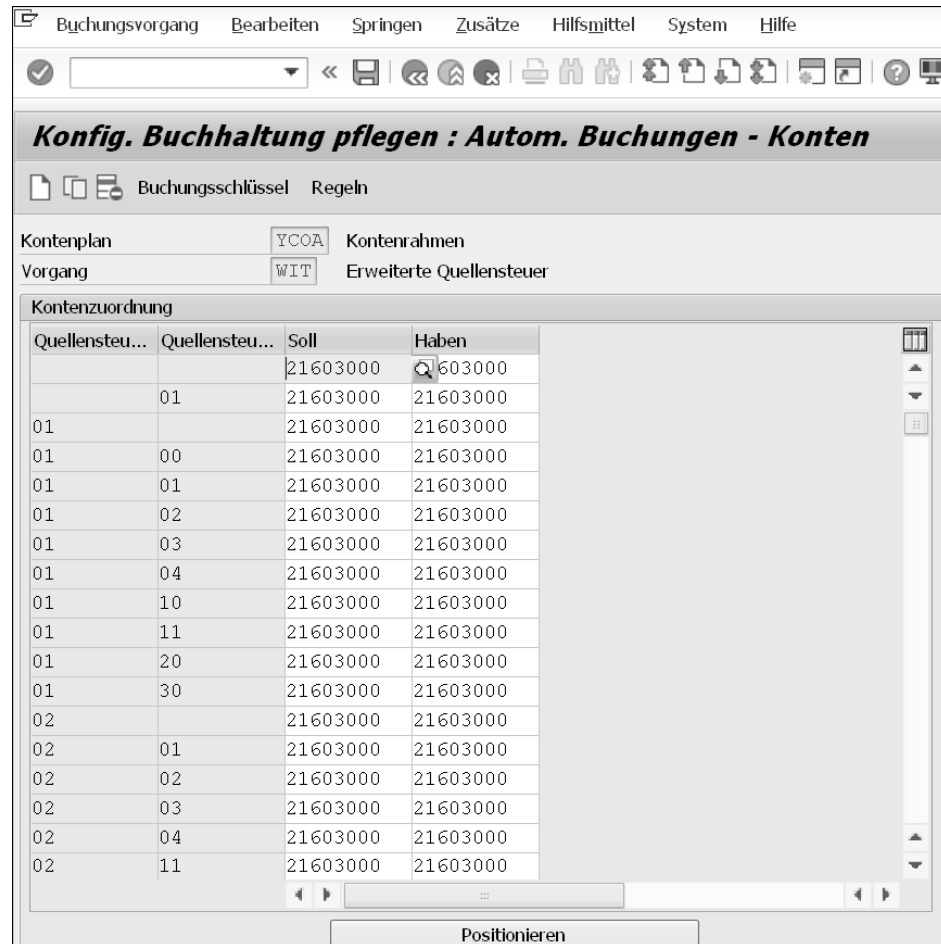 Buchungsvorgang Bearbeiten Springen Zusätze Hilfsmittel System Hilfe
Konfig. Buchhaltung pflegen : Autom. Buchungen - Konten
Buchungsschlüssel Regeln
Kontenplan YCOA Kontenrahmen
Vorgang WIT Erweiterte Quellensteuer
Kontenzuordnung
Quellensteu... Quellensteu... Soll Haben
21603000 603000
01 21603000 21603000
01 21603000 21603000
01 00 21603000 21603000
01 01 21603000 21603000
01 02 21603000 21603000
01 03 21603000 21603000
01 04 21603000 21603000
01 10 21603000 21603000
01 11 21603000 21603000
01 20 21603000 21603000
01 30 21603000 21603000
02 21603000 21603000
02 01 21603000 21603000
02 02 21603000 21603000
02 03 21603000 21603000
02 04 21603000 21603000
02 11 21603000 21603000
Positionieren